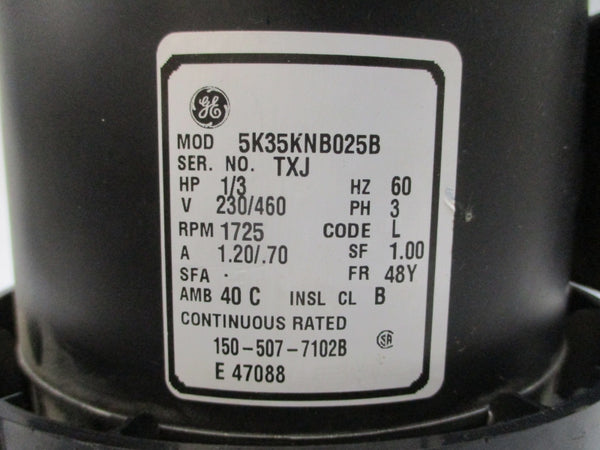 GE
MOD 5K35KNB025B
SER. NO. TXJ
HP 1/3 HZ 60
V 230/460 PH 3
RPM 1725 CODE L
A 1.20/.70 SF 1.00
SFA . FR 48Y
AMB 40 C INSL CL B
CONTINUOUS RATED
150-507-7102B SA
E 47088